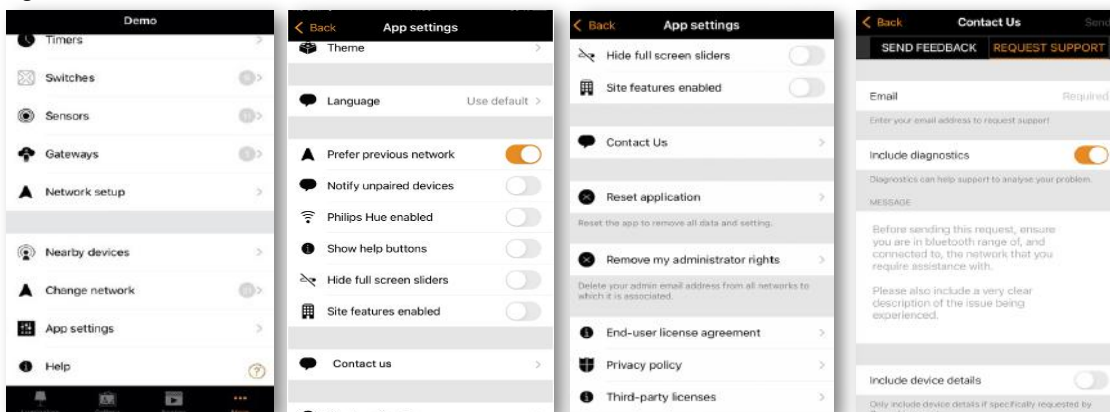 Demo
Timers
Switches
Sensors
Gateways
Network setup
Nearby devices
Change network
App settings
Help
?
Back App settings
Theme
Language Use default
Prefer previous network
Notify unpaired devices
Philips Hue enabled
Show help buttons
Hide full screen sliders
Site features enabled
Contact us
Back App settings
Hide full screen sliders
Site features enabled
Contact Us
Reset application
Reset the app to remove all data and setting.
Remove my administrator rights
Delete your admin email address from all networks to
which it is associated.
End-user license agreement
Privacy policy
Third-party licenses
Back Contact Us Send
SEND FEEDBACK REQUEST SUPPORT
Email Required
Enter your email address to request support
Include diagnostics
Diagnostics can help support to analyse your problem.
MESSAGE
Before sending this request, ensure
you are in bluetooth range of, and
connected to, the network that you
require assistance with.
Please also include a very clear
description of the issue being
experienced.
Include device details
Only include device details if specifically requested by